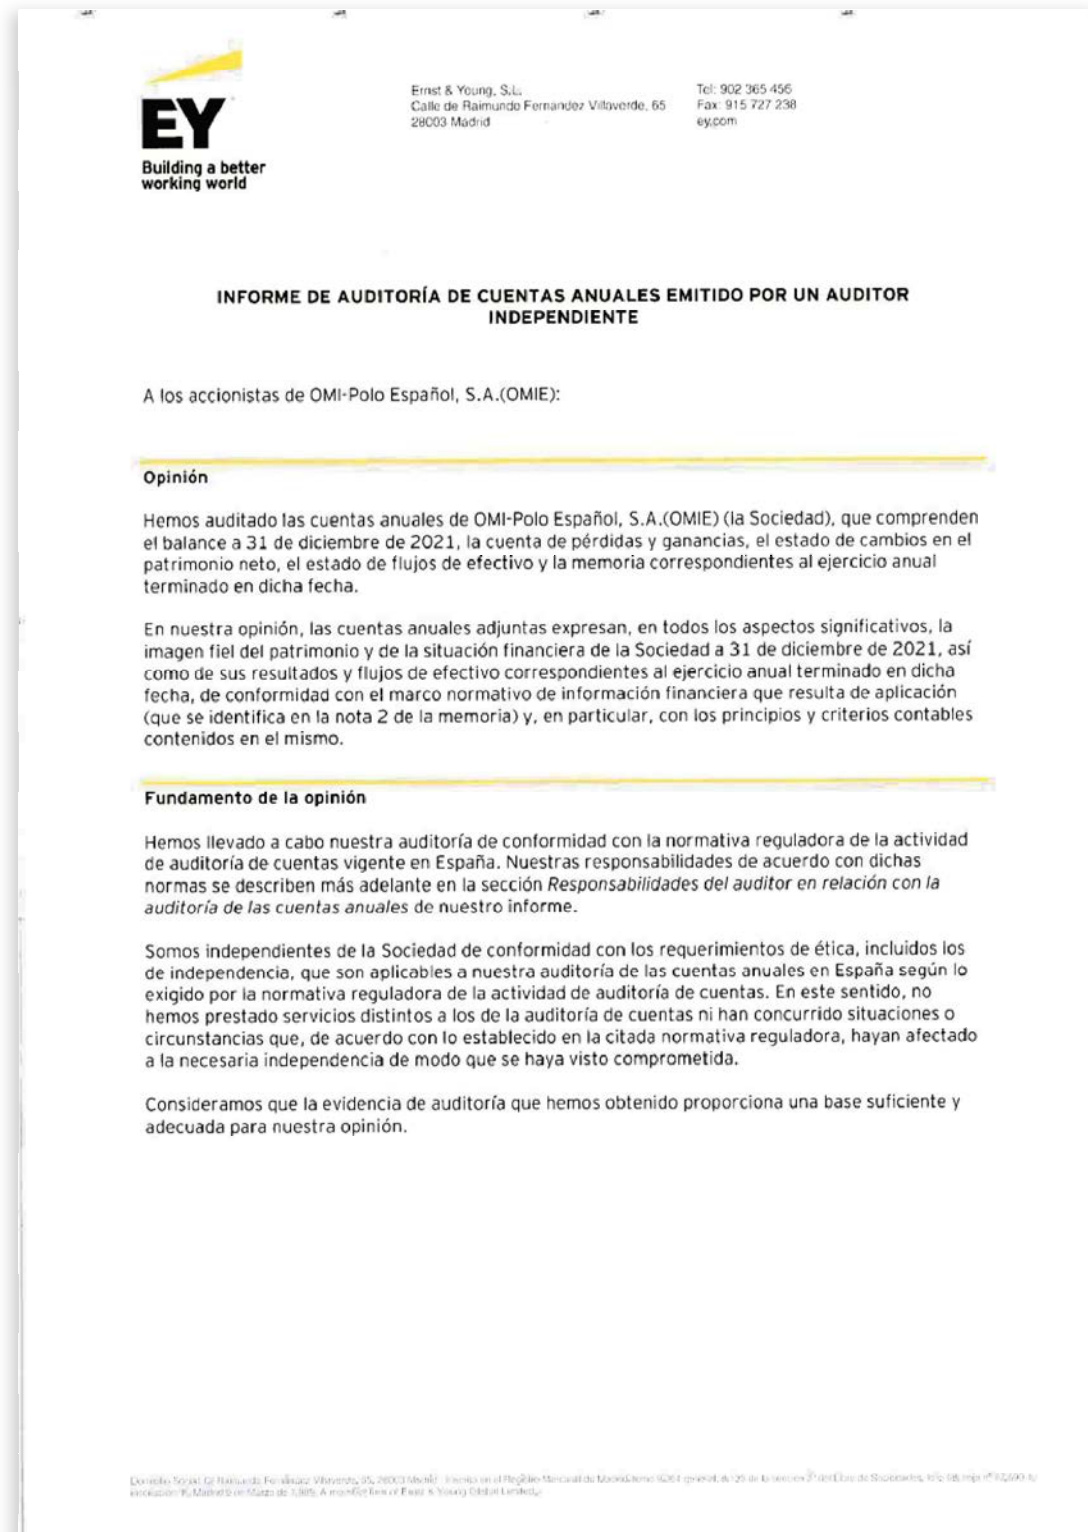 EY
Building a better
working world
Ernst & Young, S.L.
Calle de Raimundo Fernández Villaverde, 65
28003 Madrid
Tel: 902 365 456
Fax: 915 727 238
ey.com
INFORME DE AUDITORÍA DE CUENTAS ANUALES EMITIDO POR UN AUDITOR
INDEPENDIENTE
A los accionistas de OMI-Polo Español, S.A.(OMIE):
Opinión
Hemos auditado las cuentas anuales de OMI-Polo Español, S.A.(OMIE) (la Sociedad), que comprenden
el balance a 31 de diciembre de 2021, la cuenta de pérdidas y ganancias, el estado de cambios en el
patrimonio neto, el estado de flujos de efectivo y la memoria correspondientes al ejercicio anual
terminado en dicha fecha.
En nuestra opinión, las cuentas anuales adjuntas expresan, en todos los aspectos significativos, la
imagen fiel del patrimonio y de la situación financiera de la Sociedad a 31 de diciembre de 2021, así
como de sus resultados y flujos de efectivo correspondientes al ejercicio anual terminado en dicha
fecha, de conformidad con el marco normativo de información financiera que resulta de aplicación
(que se identifica en la nota 2 de la memoria) y, en particular, con los principios y criterios contables
contenidos en el mismo.
Fundamento de la opinión
Hemos llevado a cabo nuestra auditoría de conformidad con la normativa reguladora de la actividad
de auditoría de cuentas vigente en España. Nuestras responsabilidades de acuerdo con dichas
normas se describen más adelante en la sección Responsabilidades del auditor en relación con la
auditoría de las cuentas anuales de nuestro informe.
Somos independientes de la Sociedad de conformidad con los requerimientos de ética, incluidos los
de independencia, que son aplicables a nuestra auditoría de las cuentas anuales en España según lo
exigido por la normativa reguladora de la actividad de auditoría de cuentas. En este sentido, no
hemos prestado servicios distintos a los de la auditoría de cuentas ni han concurrido situaciones o
circunstancias que, de acuerdo con lo establecido en la citada normativa reguladora, hayan afectado
a la necesaria independencia de modo que se haya visto comprometida.
Consideramos que la evidencia de auditoría que hemos obtenido proporciona una base suficiente y
adecuada para nuestra opinión.
Domicilio Social: C/ Raimundo Fernández Villaverde, 65, 28003 Madrid
A member firm of Ernst & Young Global Limited.